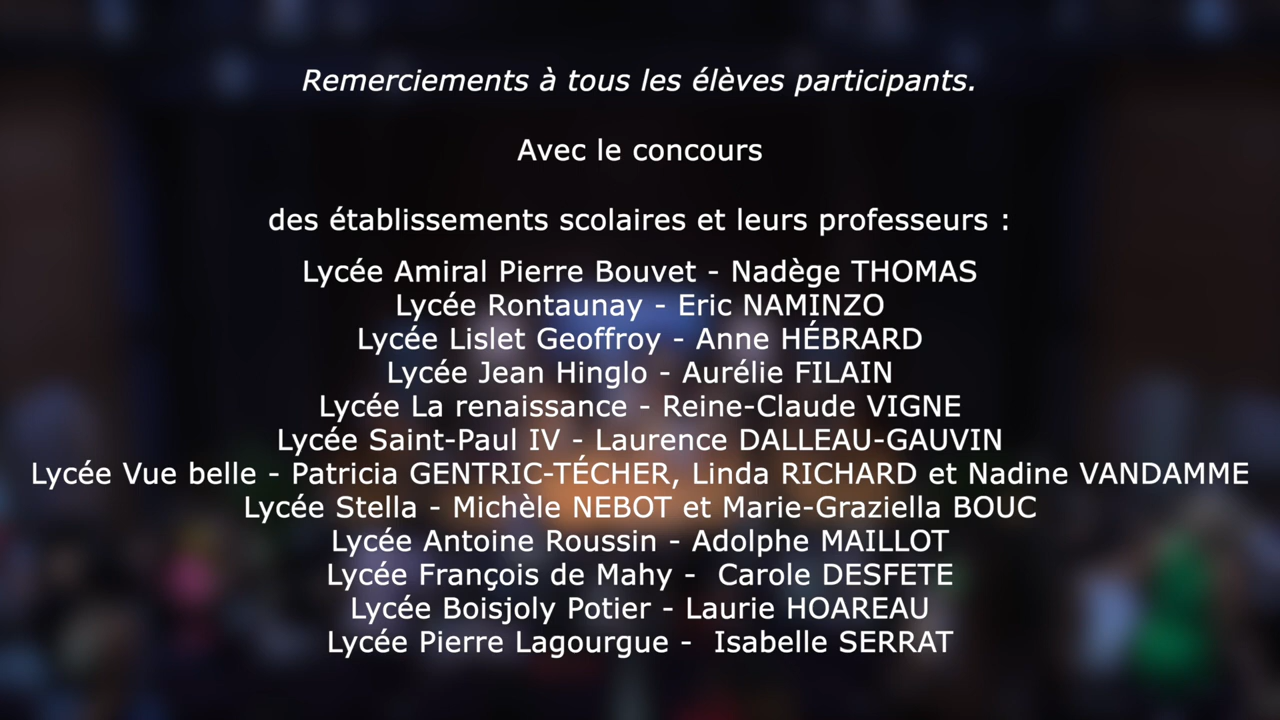 Remerciements à tous les élèves participants.
Avec le concours
des établissements scolaires et leurs professeurs :
Lycée Amiral Pierre Bouvet - Nadège THOMAS
Lycée Rontaunay - Eric NAMINZO
Lycée Lislet Geoffroy - Anne HÉBRARD
Lycée Jean Hinglo - Aurélie FILAIN
Lycée La renaissance - Reine-Claude VIGNE
Lycée Saint-Paul IV - Laurence DALLEAU-GAUVIN
Lycée Vue belle - Patricia GENTRIC-TÉCHER, Linda RICHARD et Nadine VANDAMME
Lycée Stella - Michèle NEBOT et Marie-Graziella BOUC
Lycée Antoine Roussin - Adolphe MAILLOT
Lycée François de Mahy -  Carole DESFETE
Lycée Boisjoly Potier - Laurie HOAREAU
Lycée Pierre Lagourgue -  Isabelle SERRAT